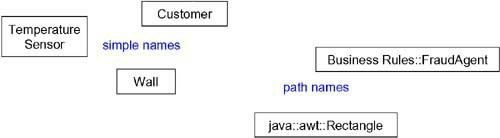 Customer
Temperature
Sensor
simple names
Business Rules::FraudAgent
Wall
path names
java::awt::Rectangle